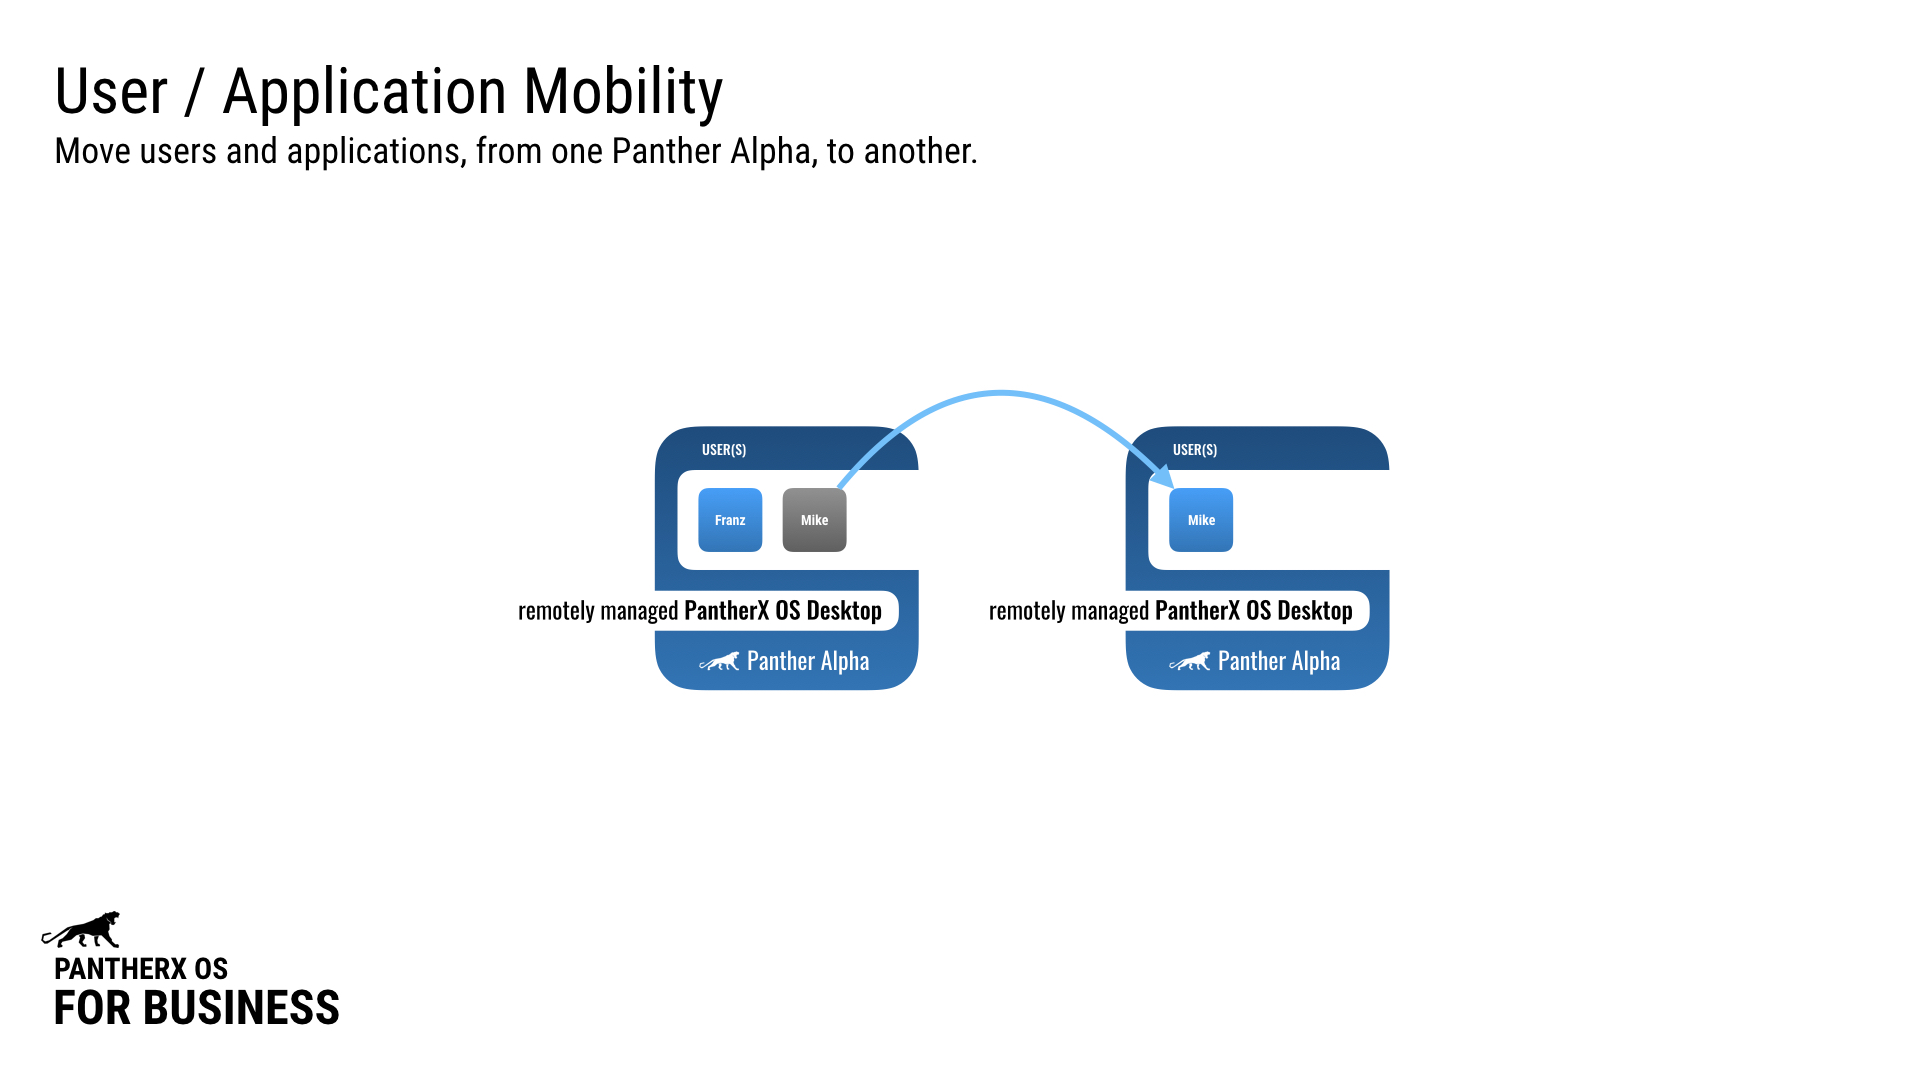 User / Application Mobility
Move users and applications, from one Panther Alpha, to another.
USER(S)
Franz
Mike
remotely managed PantherX OS Desktop
Panther Alpha
USER(S)
Mike
remotely managed PantherX OS Desktop
Panther Alpha
PANTHERX OS
FOR BUSINESS